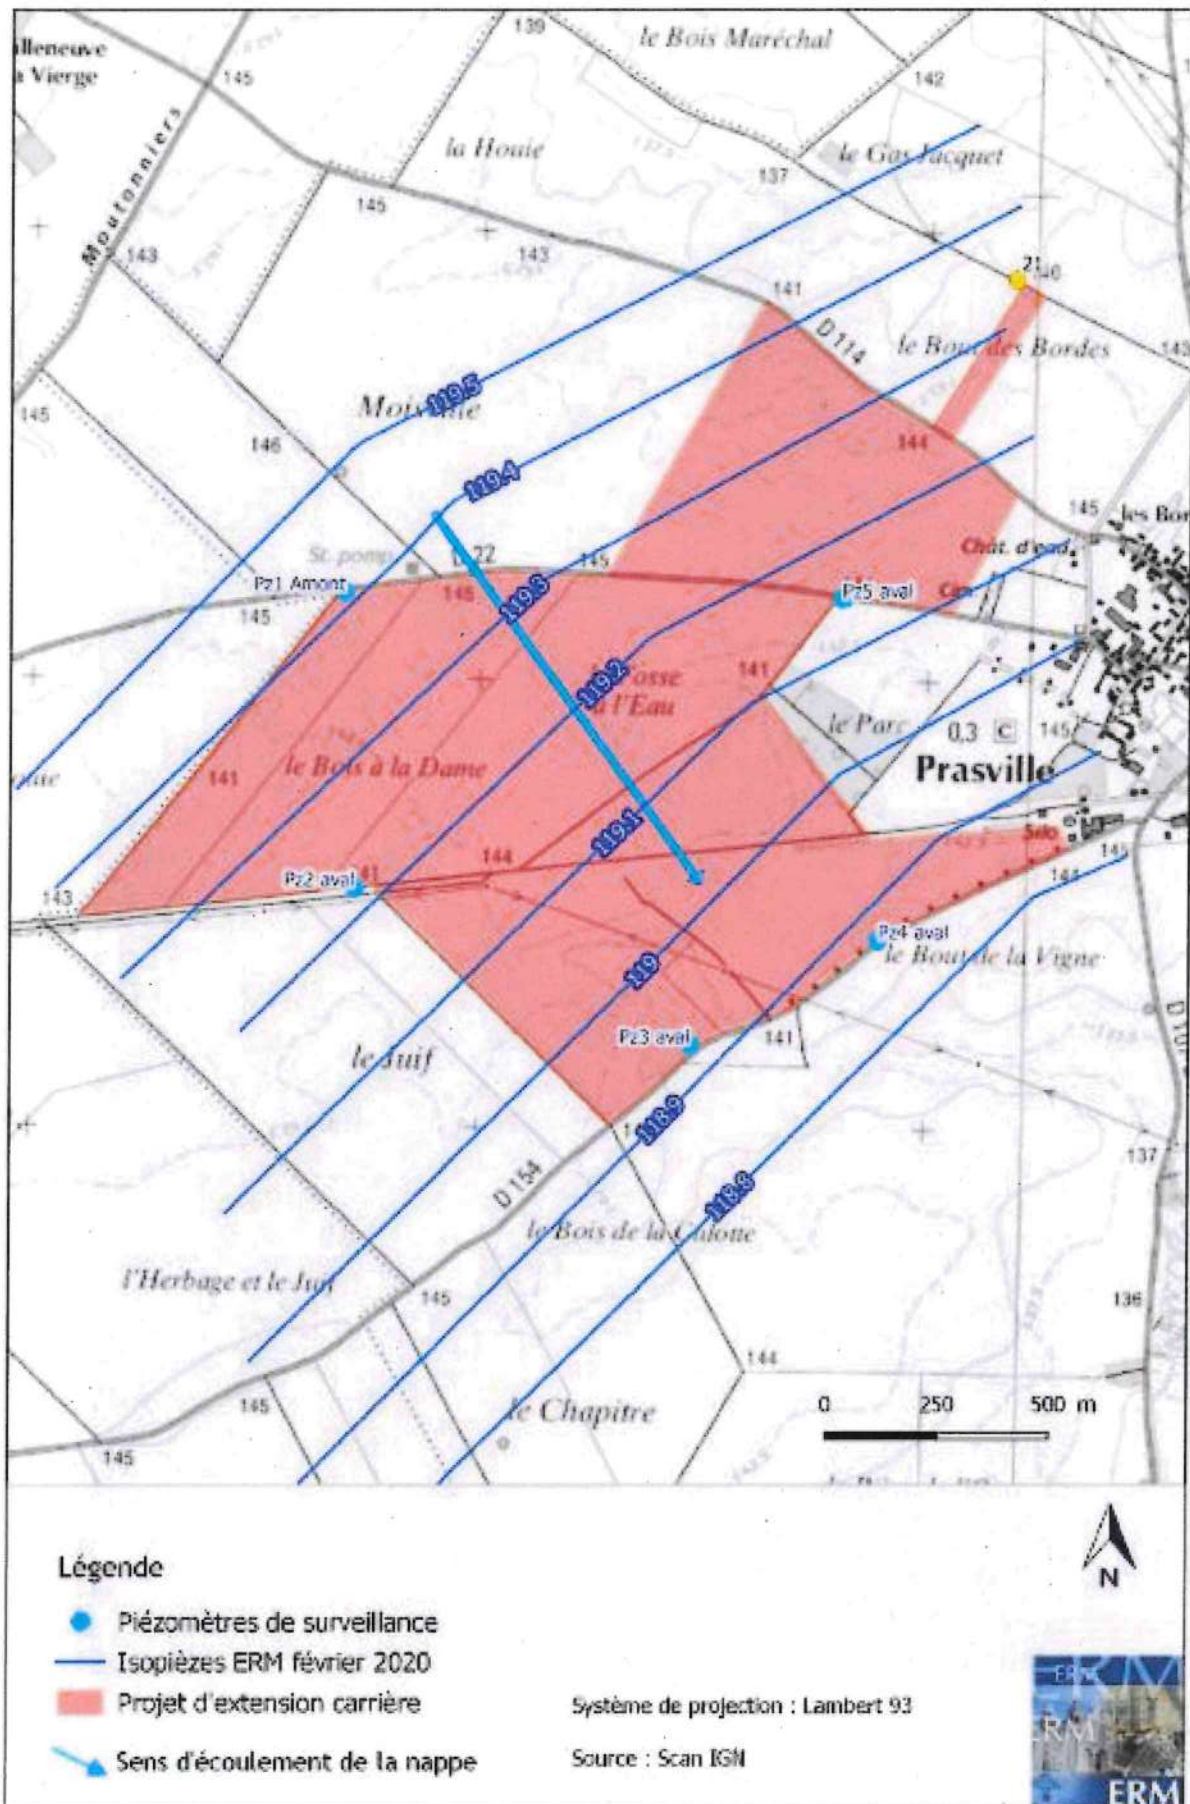 139
le Bois Maréchal
lleneuve
a Vierge
145
142
la Houie
le Gas Jacquet
137
Moutonniers
145
143
143
21
141
D 114
le Bout des Bordes
143
145
119.5
Moisville
146
144
119.4
145
les Bor
St. pomp
22
145
Chât. d'eau
Pz1 Amont
145
145
119.3
Pz5 aval
119.2
141
l'Eau
le Parc
0,3 C
145
141
le Bois à la Dame
Prasville
119.1
144
Silo
145
143
Pz2 aval
41
144
Pz4 aval
le Bout de la Vigne
119
Pz3 aval
141
le Juif
118.9
137
D 154
118.8
le Bois de la Culotte
l'Herbage et le Juif
145
136
144
145
0 250 500 m
le Chapitre
145
N
Légende
Piézomètres de surveillance
Isopièzes ERM février 2020
Projet d'extension carrière
Système de projection : Lambert 93
Sens d'écoulement de la nappe
Source : Scan IGN
ERM
ERM
ERM